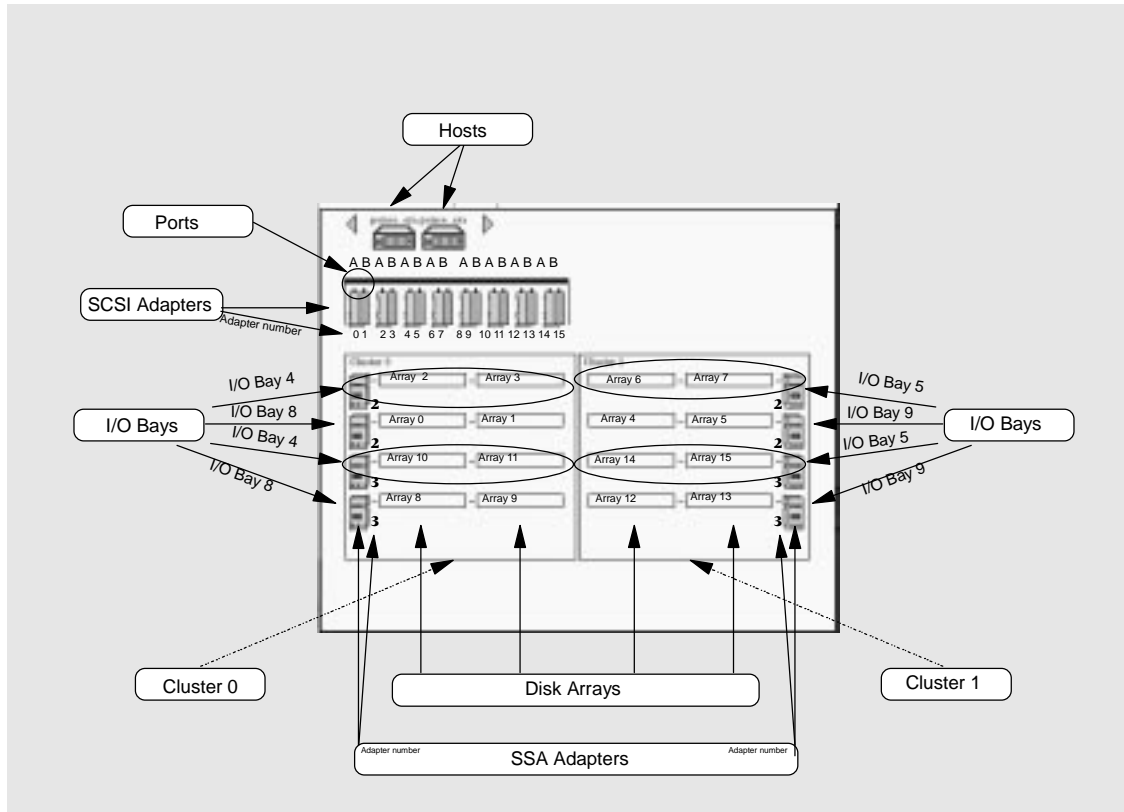 Hosts
Ports
A B A B A B A B A B A B A B A B
SCSI Adapters
Adapter number
0 1 2 3 4 5 6 7 8 9 10 11 12 13 14 15
Cluster 0
I/O Bay 4
Array 2 Array 3
2
Array 6 Array 7
2
I/O Bay 5
I/O Bays
I/O Bay 8
Array 0 Array 1
2
Array 4 Array 5
2
I/O Bay 9
I/O Bays
I/O Bay 4
Array 10 Array 11
3
Array 14 Array 15
3
I/O Bay 5
I/O Bay 8
Array 8 Array 9
3
Array 12 Array 13
3
I/O Bay 9
Cluster 0
Disk Arrays
Cluster 1
Adapter number
SSA Adapters
Adapter number